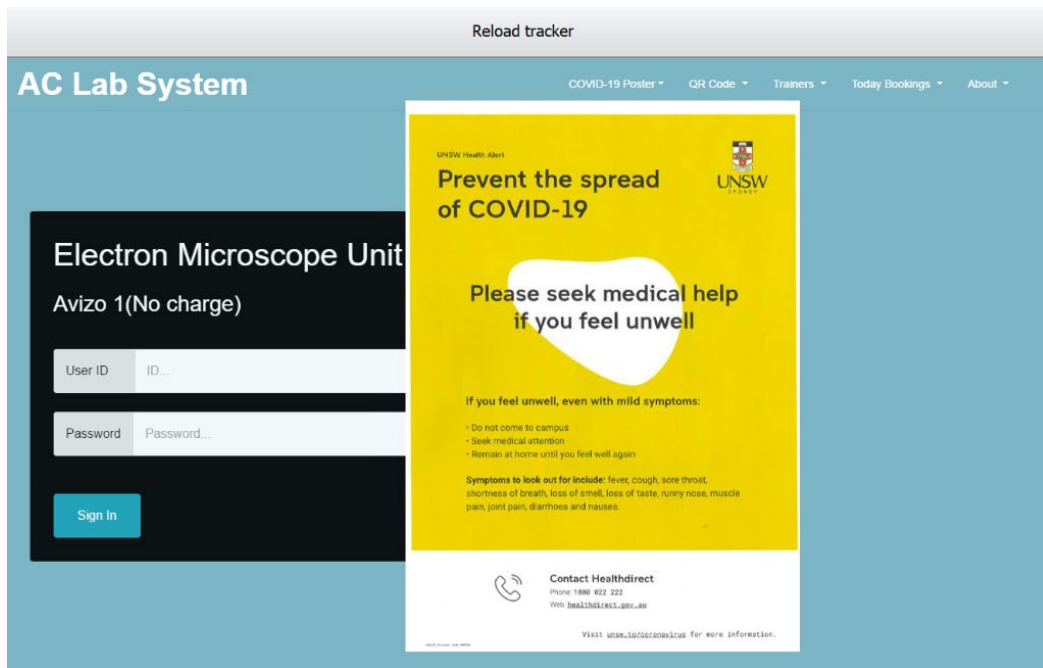 Reload tracker
AC Lab System
COVID-19 Poster
QR Code
Trainers
Today Bookings
About
Electron Microscope Unit
Avizo 1(No charge)
User ID
ID...
Password
Password...
Sign In
UNSW Health Alert
Prevent the spread
of COVID-19
UNSW
SYDNEY
Please seek medical help
if you feel unwell
If you feel unwell, even with mild symptoms:
• Do not come to campus
• Seek medical attention
• Remain at home until you feel well again
Symptoms to look out for include: fever, cough, sore throat,
shortness of breath, loss of smell, loss of taste, runny nose, muscle
pain, joint pain, diarrhoea and nausea.
Contact Healthdirect
Phone: 1800 022 222
Web: healthdirect.gov.au
Visit unsw.to/coronavirus for more information.